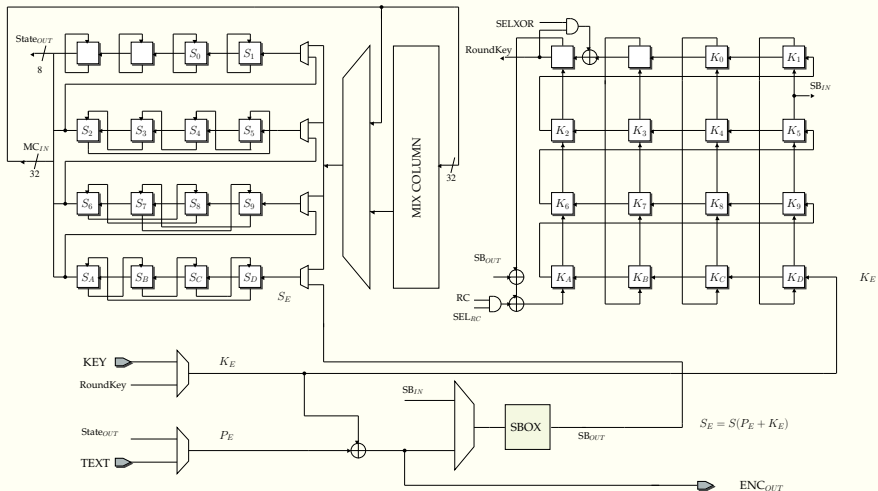 State_OUT
8
S_0
S_1
MC_IN
32
S_2
S_3
S_4
S_5
S_6
S_7
S_8
S_9
S_A
S_B
S_C
S_D
S_E
MIX COLUMN
32
SELXOR
RoundKey
K_0
K_1
SB_IN
K_2
K_3
K_4
K_5
K_6
K_7
K_8
K_9
SB_OUT
K_A
K_B
K_C
K_D
K_E
RC
SEL_RC
KEY
K_E
RoundKey
SB_IN
State_OUT
P_E
SBOX
SB_OUT
S_E = S(P_E + K_E)
TEXT
ENC_OUT